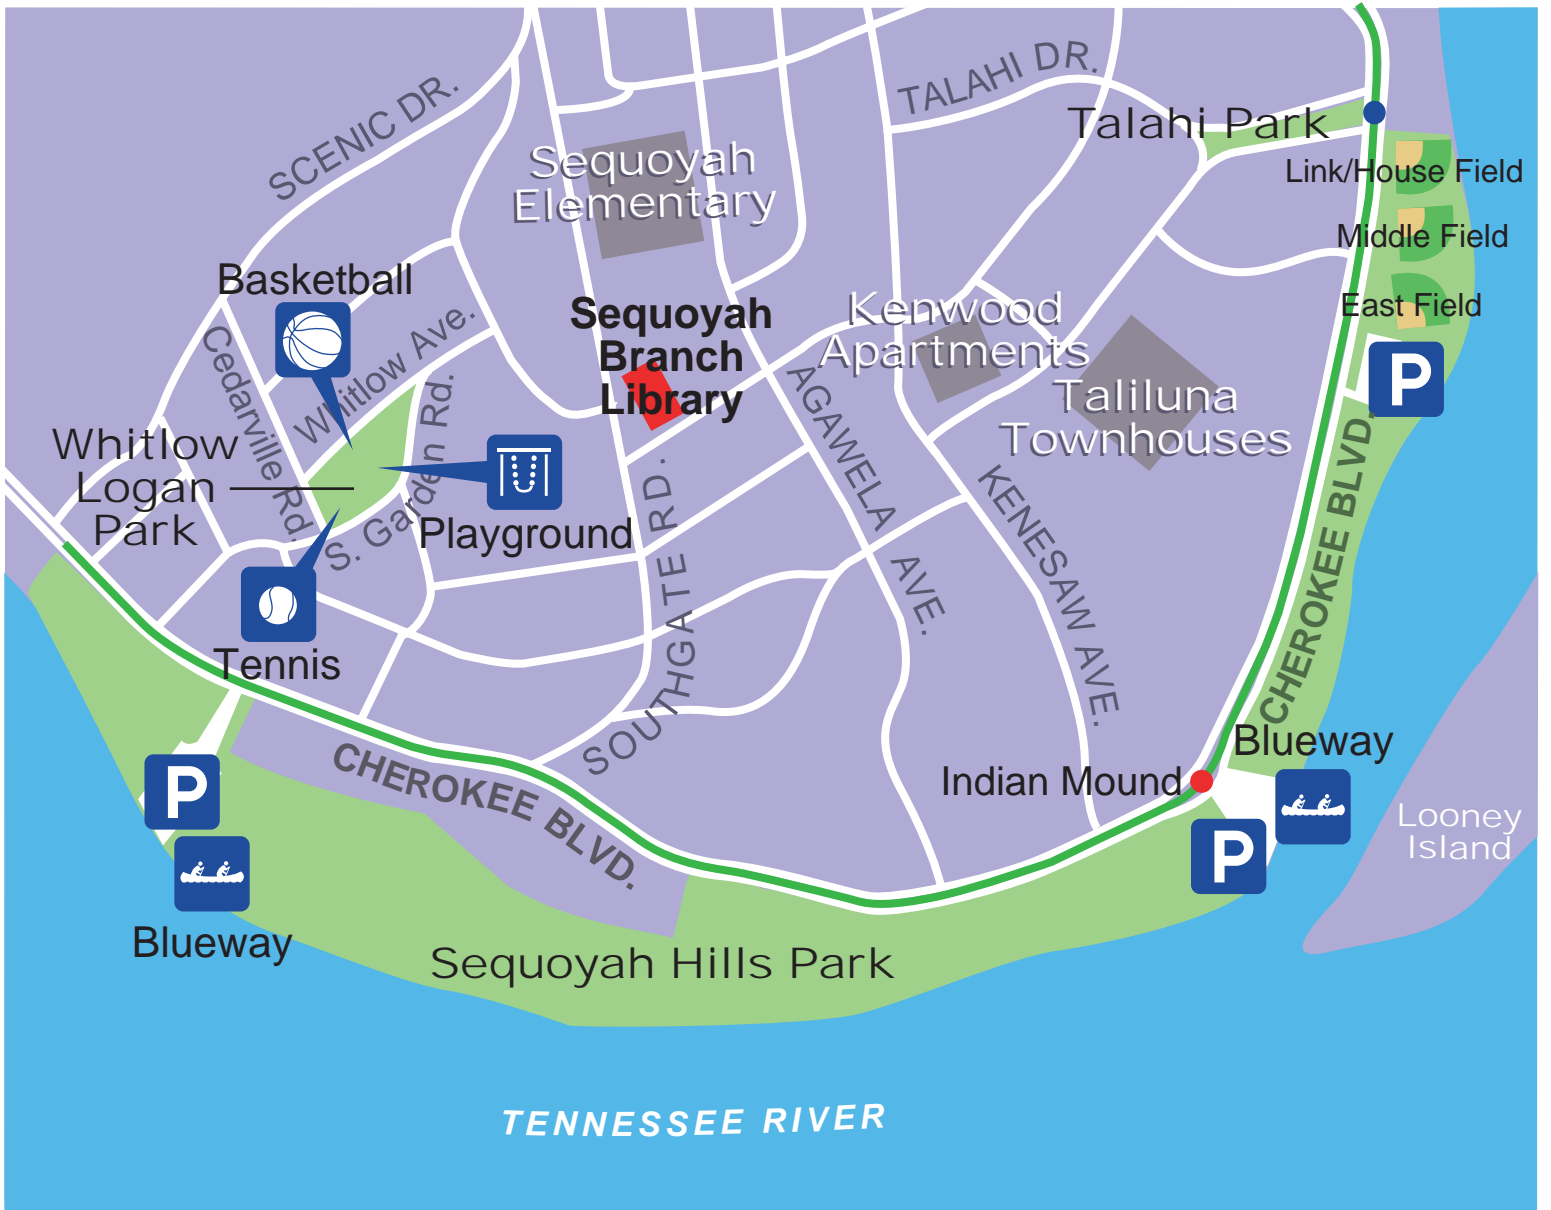 SCENIC DR.
TALAHI DR.
Talahi Park
Sequoyah
Elementary
Link/House Field
Middle Field
East Field
Basketball
Cedarville Rd.
Whitlow Ave.
Sequoyah
Branch
Library
Kenwood
Apartments
Taliluna
Townhouses
P
AGAWELA AVE.
S. Garden Rd.
Whitlow
Logan
Park
Playground
SOUTHGATE RD.
KENESAW AVE.
CHEROKEE BLVD.
Tennis
Blueway
Indian Mound
CHEROKEE BLVD.
P
Looney
Island
P
Blueway
Sequoyah Hills Park
TENNESSEE RIVER